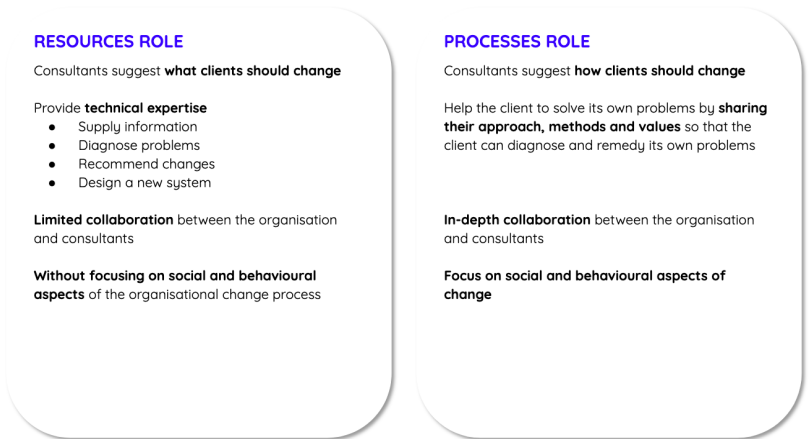 RESOURCES ROLE
Consultants suggest what clients should change
Provide technical expertise
● Supply information
● Diagnose problems
● Recommend changes
● Design a new system
Limited collaboration between the organisation
and consultants
Without focusing on social and behavioural
aspects of the organisational change process
PROCESSES ROLE
Consultants suggest how clients should change
Help the client to solve its own problems by sharing
their approach, methods and values so that the
client can diagnose and remedy its own problems
In-depth collaboration between the organisation
and consultants
Focus on social and behavioural aspects of
change